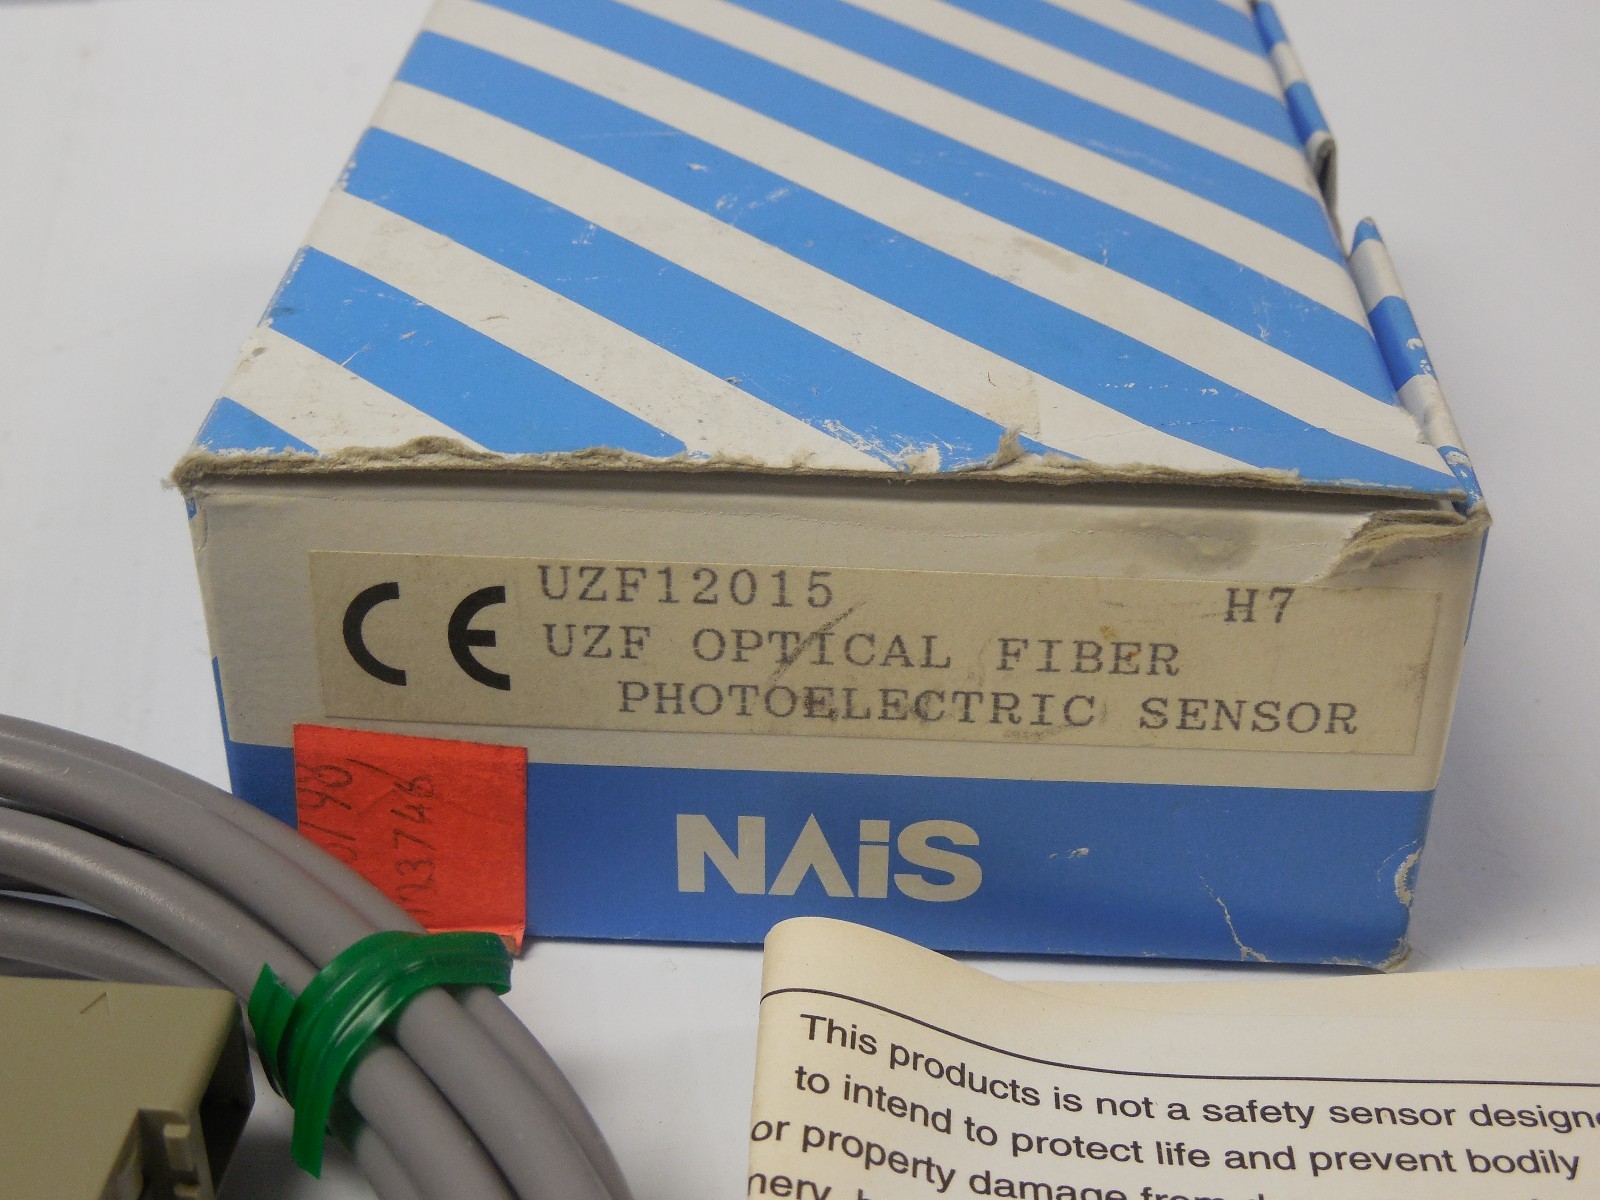 CE
UZF12015 H7
UZF OPTICAL FIBER
PHOTOELECTRIC SENSOR
NAiS
m3746
This products is not a safety sensor
to intend to protect life and prevent bodily
or property damage from